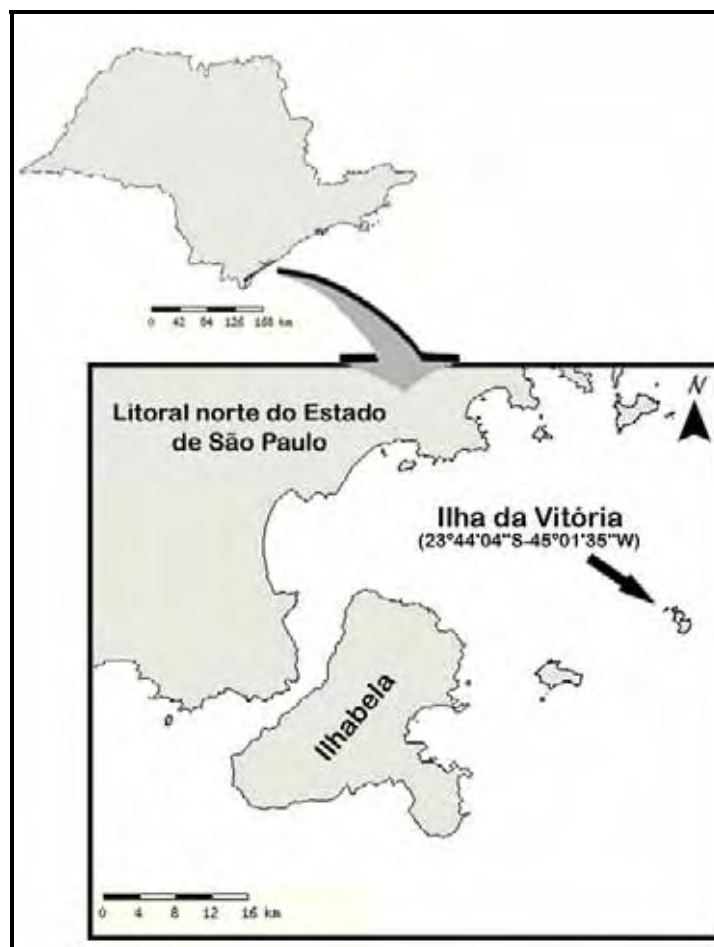 0 42 84 126 168 km
Litoral norte do Estado
de São Paulo
N
Ilha da Vitória
(23°44'04"S-45°01'35"W)
Ilhabela
0 4 8 12 16 km